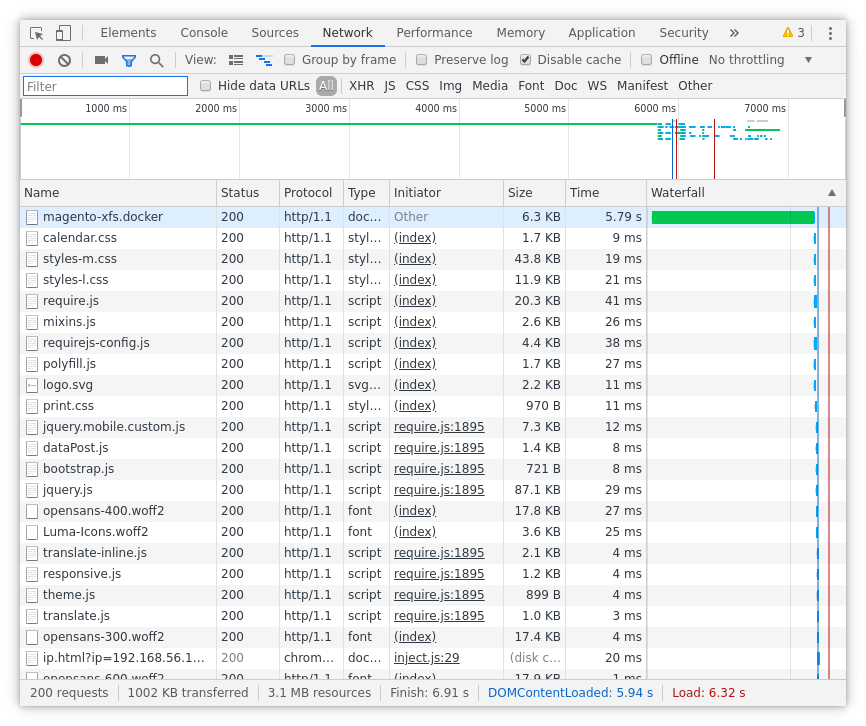 Elements Console Sources Network Performance Memory Application Security » 3
View: Group by frame Preserve log Disable cache Offline No throttling
Filter Hide data URLs All XHR JS CSS Img Media Font Doc WS Manifest Other
1000 ms 2000 ms 3000 ms 4000 ms 5000 ms 6000 ms 7000 ms
Name Status Protocol Type Initiator Size Time Waterfall
magento-xfs.docker 200 http/1.1 doc… Other 6.3 KB 5.79 s
calendar.css 200 http/1.1 styl… (index) 1.7 KB 9 ms
styles-m.css 200 http/1.1 styl… (index) 43.8 KB 19 ms
styles-l.css 200 http/1.1 styl… (index) 11.9 KB 21 ms
require.js 200 http/1.1 script (index) 20.3 KB 41 ms
mixins.js 200 http/1.1 script (index) 2.6 KB 26 ms
requirejs-config.js 200 http/1.1 script (index) 4.4 KB 38 ms
polyfill.js 200 http/1.1 script (index) 1.7 KB 27 ms
logo.svg 200 http/1.1 svg… (index) 2.2 KB 11 ms
print.css 200 http/1.1 styl… (index) 970 B 11 ms
jquery.mobile.custom.js 200 http/1.1 script require.js:1895 7.3 KB 12 ms
dataPost.js 200 http/1.1 script require.js:1895 1.4 KB 8 ms
bootstrap.js 200 http/1.1 script require.js:1895 721 B 8 ms
jquery.js 200 http/1.1 script require.js:1895 87.1 KB 29 ms
opensans-400.woff2 200 http/1.1 font (index) 17.8 KB 27 ms
Luma-Icons.woff2 200 http/1.1 font (index) 3.6 KB 25 ms
translate-inline.js 200 http/1.1 script require.js:1895 2.1 KB 4 ms
responsive.js 200 http/1.1 script require.js:1895 1.2 KB 4 ms
theme.js 200 http/1.1 script require.js:1895 899 B 4 ms
translate.js 200 http/1.1 script require.js:1895 1.0 KB 3 ms
opensans-300.woff2 200 http/1.1 font (index) 17.4 KB 4 ms
ip.html?ip=192.168.56.1… 200 chrom… doc… inject.js:29 (disk c… 20 ms
opensans-600.woff2 200 http/1.1 font (index) 17.9 KB 1 ms
200 requests 1002 KB transferred 3.1 MB resources Finish: 6.91 s DOMContentLoaded: 5.94 s Load: 6.32 s